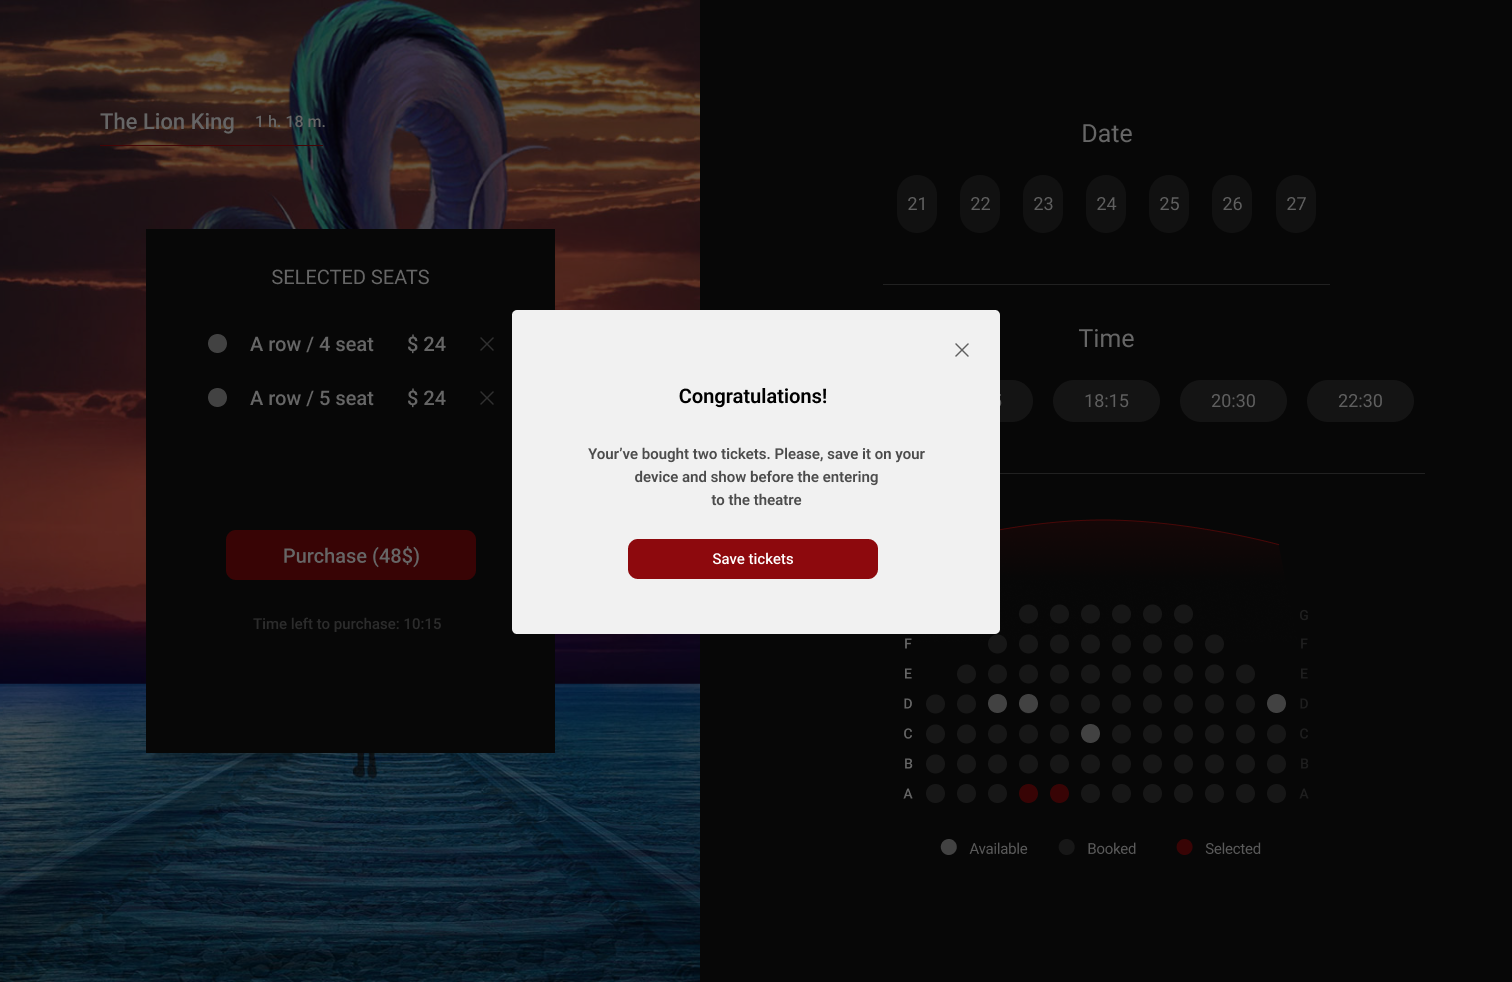 The Lion King 1 h. 18 m.
SELECTED SEATS
A row / 4 seat $ 24
A row / 5 seat $ 24
Purchase (48$)
Time left to purchase: 10:15
Congratulations!
Your’ve bought two tickets. Please, save it on your
device and show before the entering
to the theatre
Save tickets
Date
21 22 23 24 25 26 27
Time
18:15 20:30 22:30
G
F F
E E
D D
C C
B B
A A
Available Booked Selected